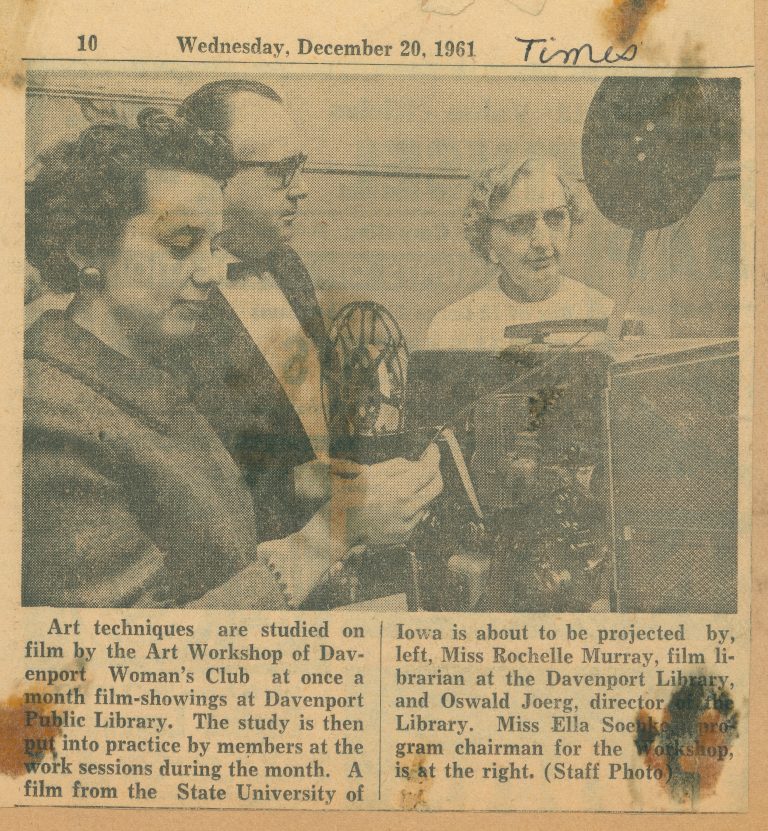 10 Wednesday, December 20, 1961 Times
Art techniques are studied on
film by the Art Workshop of Dav-
enport Woman's Club at once a
month film-showings at Davenport
Public Library. The study is then
put into practice by members at the
work sessions during the month. A
film from the State University of
Iowa is about to be projected by,
left, Miss Rochelle Murray, film li-
brarian at the Davenport Library,
and Oswald Joerg, director of the
Library. Miss Ella Soenke, pro-
gram chairman for the Workshop,
is at the right. (Staff Photo)